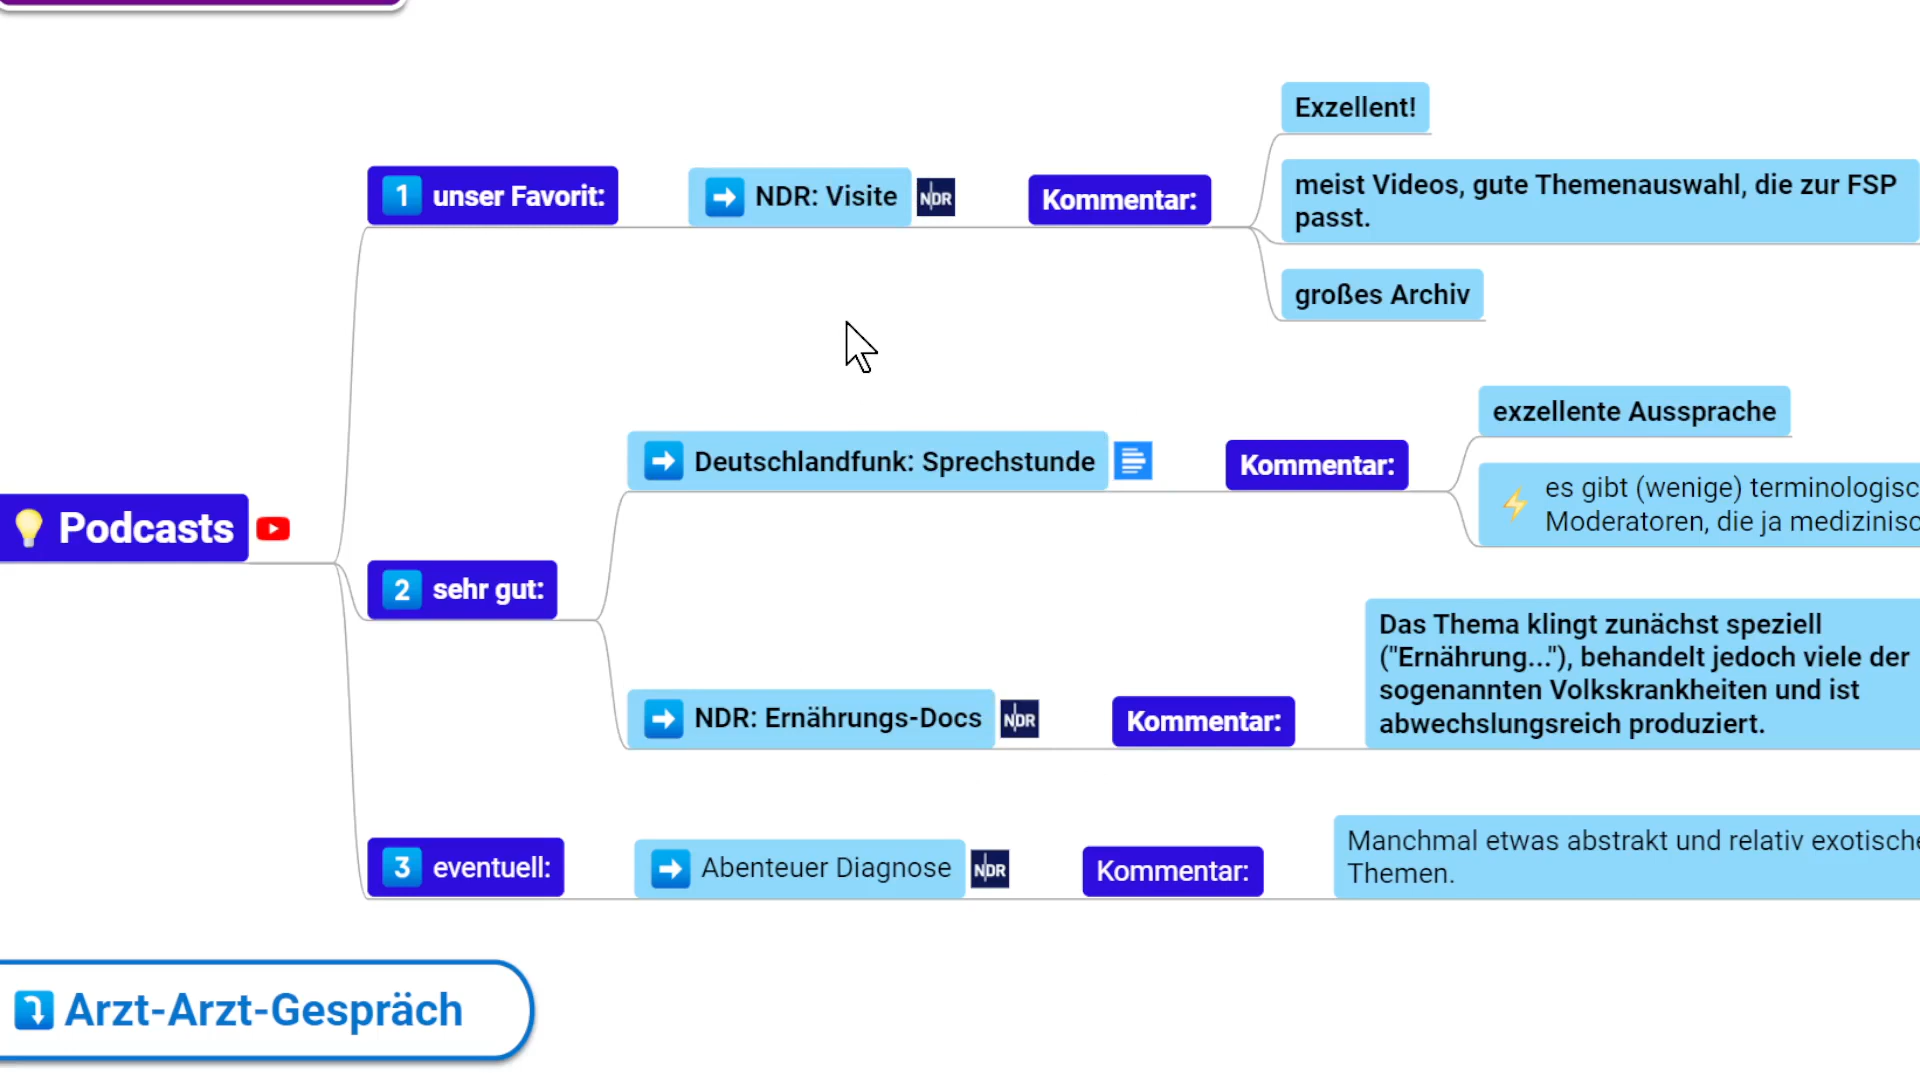 Exzellent!
1 unser Favorit:
NDR: Visite
NDR
Kommentar:
meist Videos, gute Themenauswahl, die zur FSP
passt.
großes Archiv
exzellente Aussprache
Deutschlandfunk: Sprechstunde
Kommentar:
es gibt (wenige)
Moderatoren, die ja
Podcasts
2 sehr gut:
Das Thema klingt zunächst speziell
("Ernährung..."), behandelt jedoch viele der
sogenannten Volkskrankheiten und ist
abwechslungsreich produziert.
NDR: Ernährungs-Docs
NDR
Kommentar:
3 eventuell:
Abenteuer Diagnose
NDR
Kommentar:
Manchmal etwas abstrakt und relativ
Themen.
Arzt-Arzt-Gespräch